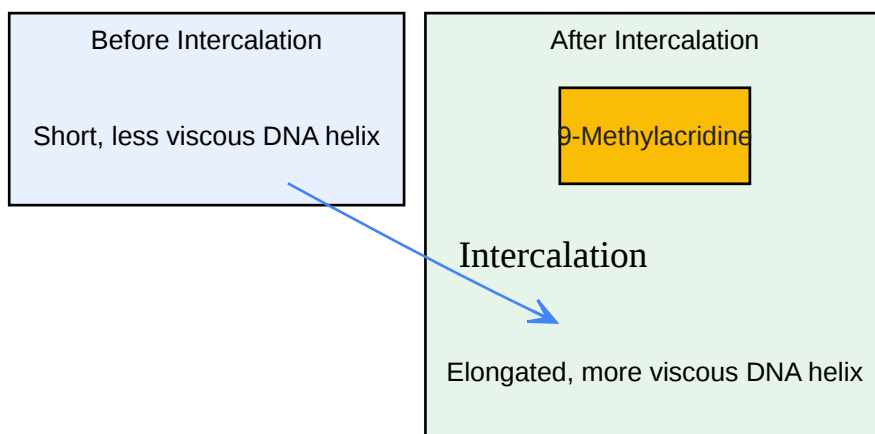 Before Intercalation
Short, less viscous DNA helix
After Intercalation
9-Methylacridine
Intercalation
Elongated, more viscous DNA helix